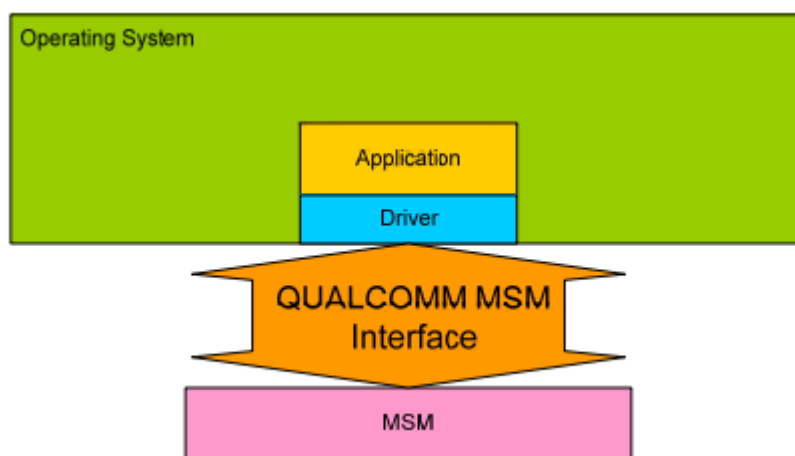 Operating System
Application
Driver
QUALCOMM MSM
Interface
MSM